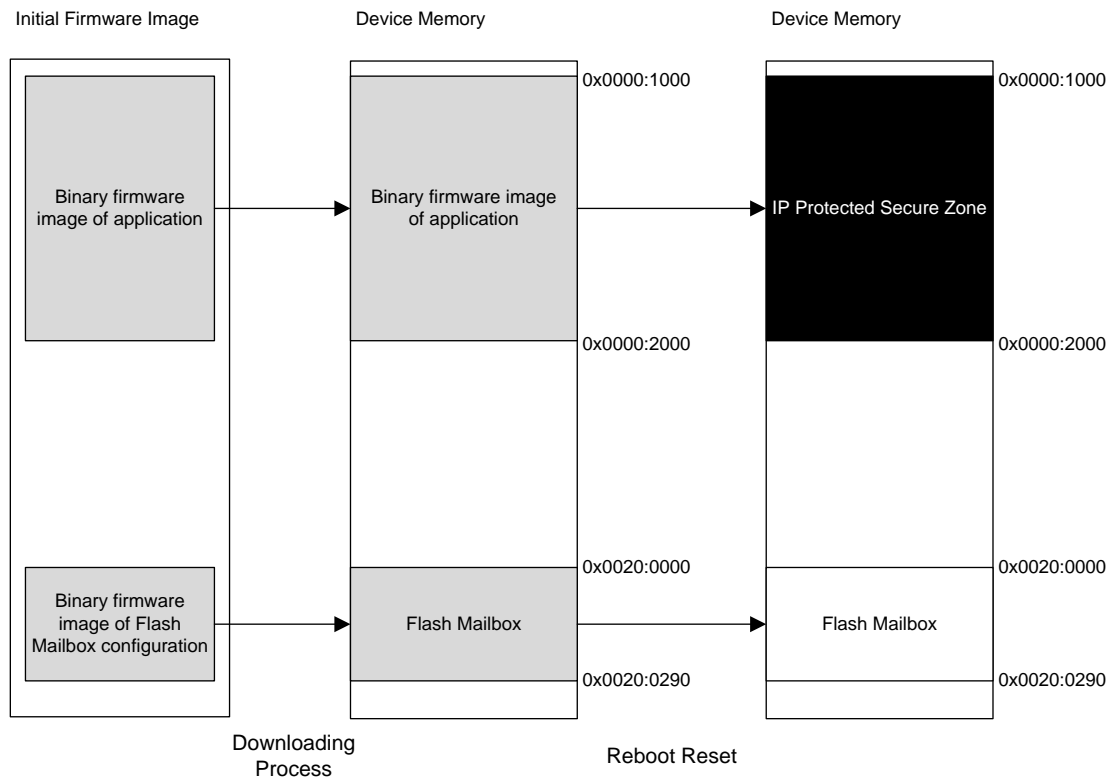 Initial Firmware Image
Device Memory
Device Memory
0x0000:1000
0x0000:1000
Binary firmware
image of application
Binary firmware image
of application
IP Protected Secure Zone
0x0000:2000
0x0000:2000
0x0020:0000
0x0020:0000
Binary firmware
image of Flash
Mailbox configuration
Flash Mailbox
Flash Mailbox
0x0020:0290
0x0020:0290
Downloading
Process
Reboot Reset